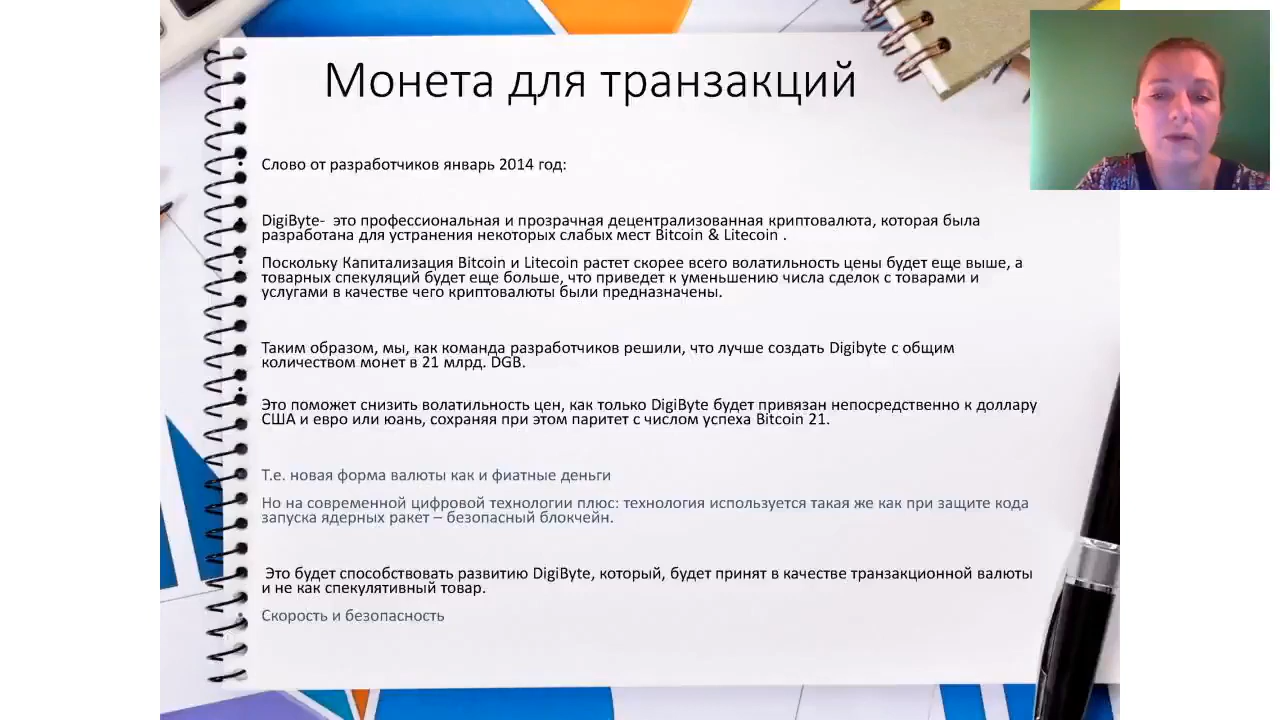 Монета для транзакций
Слово от разработчиков январь 2014 год:
DigiByte- это профессиональная и прозрачная децентрализованная криптовалюта, которая была
разработана для устранения некоторых слабых мест Bitcoin & Litecoin .
Поскольку Капитализация Bitcoin и Litecoin растет скорее всего волатильность цены будет еще выше, а
товарных спекуляций будет еще больше, что приведет к уменьшению числа сделок с товарами и
услугами в качестве чего криптовалюты были предназначены.
Таким образом, мы, как команда разработчиков решили, что лучше создать Digibyte с общим
количеством монет в 21 млрд. DGB.
Это поможет снизить волатильность цен, как только DigiByte будет привязан непосредственно к доллару
США и евро или юань, сохраняя при этом паритет с числом успеха Bitcoin 21.
Т.е. новая форма валюты как и фиатные деньги
Но на современной цифровой технологии плюс: технология используется такая же как при защите кода
запуска ядерных ракет – безопасный блокчейн.
Это будет способствовать развитию DigiByte, который, будет принят в качестве транзакционной валюты
и не как спекулятивный товар.
Скорость и безопасность